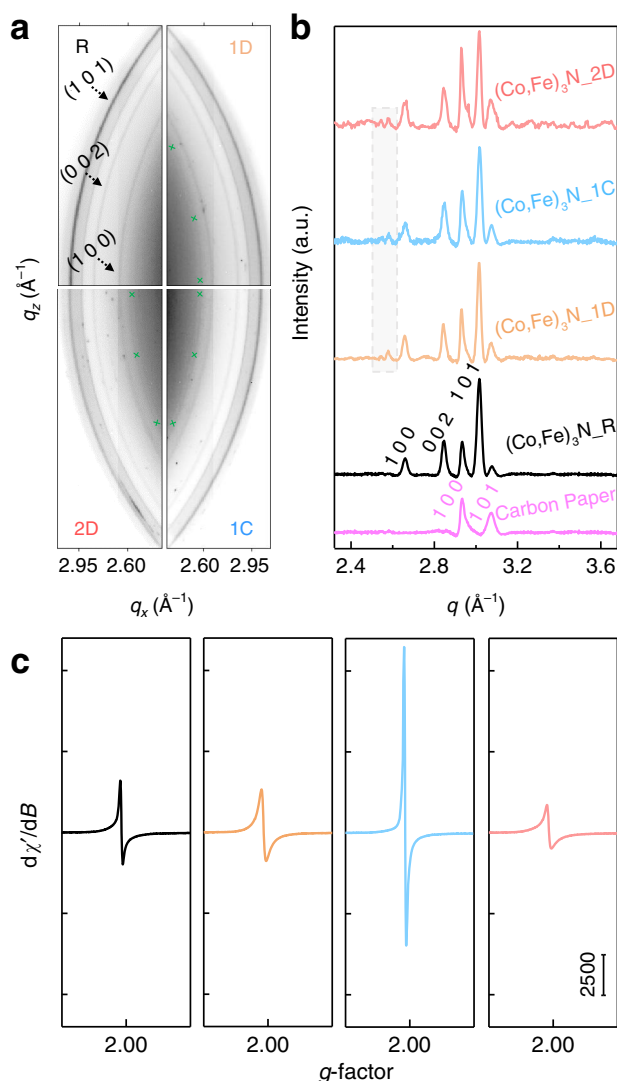 a
R
1D
(1 0 1)
(0 0 2)
(1 0 0)
2D
1C
q_z (Å⁻¹)
2.95 2.60 2.60 2.95
q_x (Å⁻¹)
b
(Co,Fe)₃N_2D
(Co,Fe)₃N_1C
(Co,Fe)₃N_1D
1 0 0
0 0 2
1 0 1
(Co,Fe)₃N_R
1 0 0
1 0 1
Carbon Paper
Intensity (a.u.)
2.4 3.0 3.6
q (Å⁻¹)
c
dχ′/dB
2500
2.00 2.00 2.00 2.00
g-factor